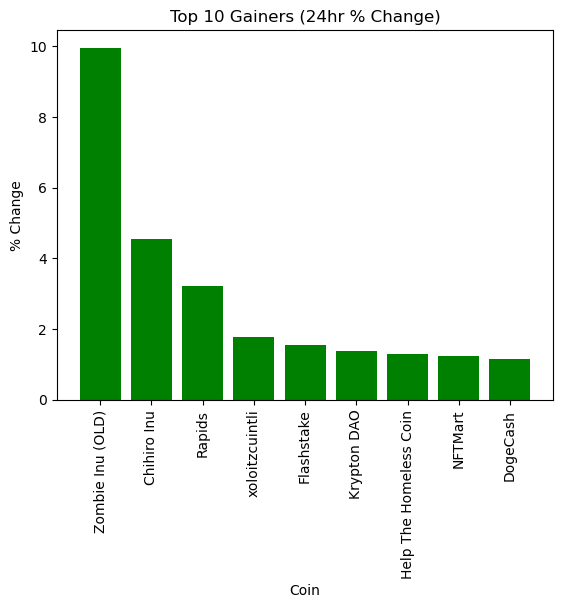 Top 10 Gainers (24hr % Change)
% Change
10
8
6
4
2
0
Zombie Inu (OLD)
Chihiro Inu
Rapids
xoloitzcuintli
Flashstake
Krypton DAO
Help The Homeless Coin
NFTMart
DogeCash
Coin